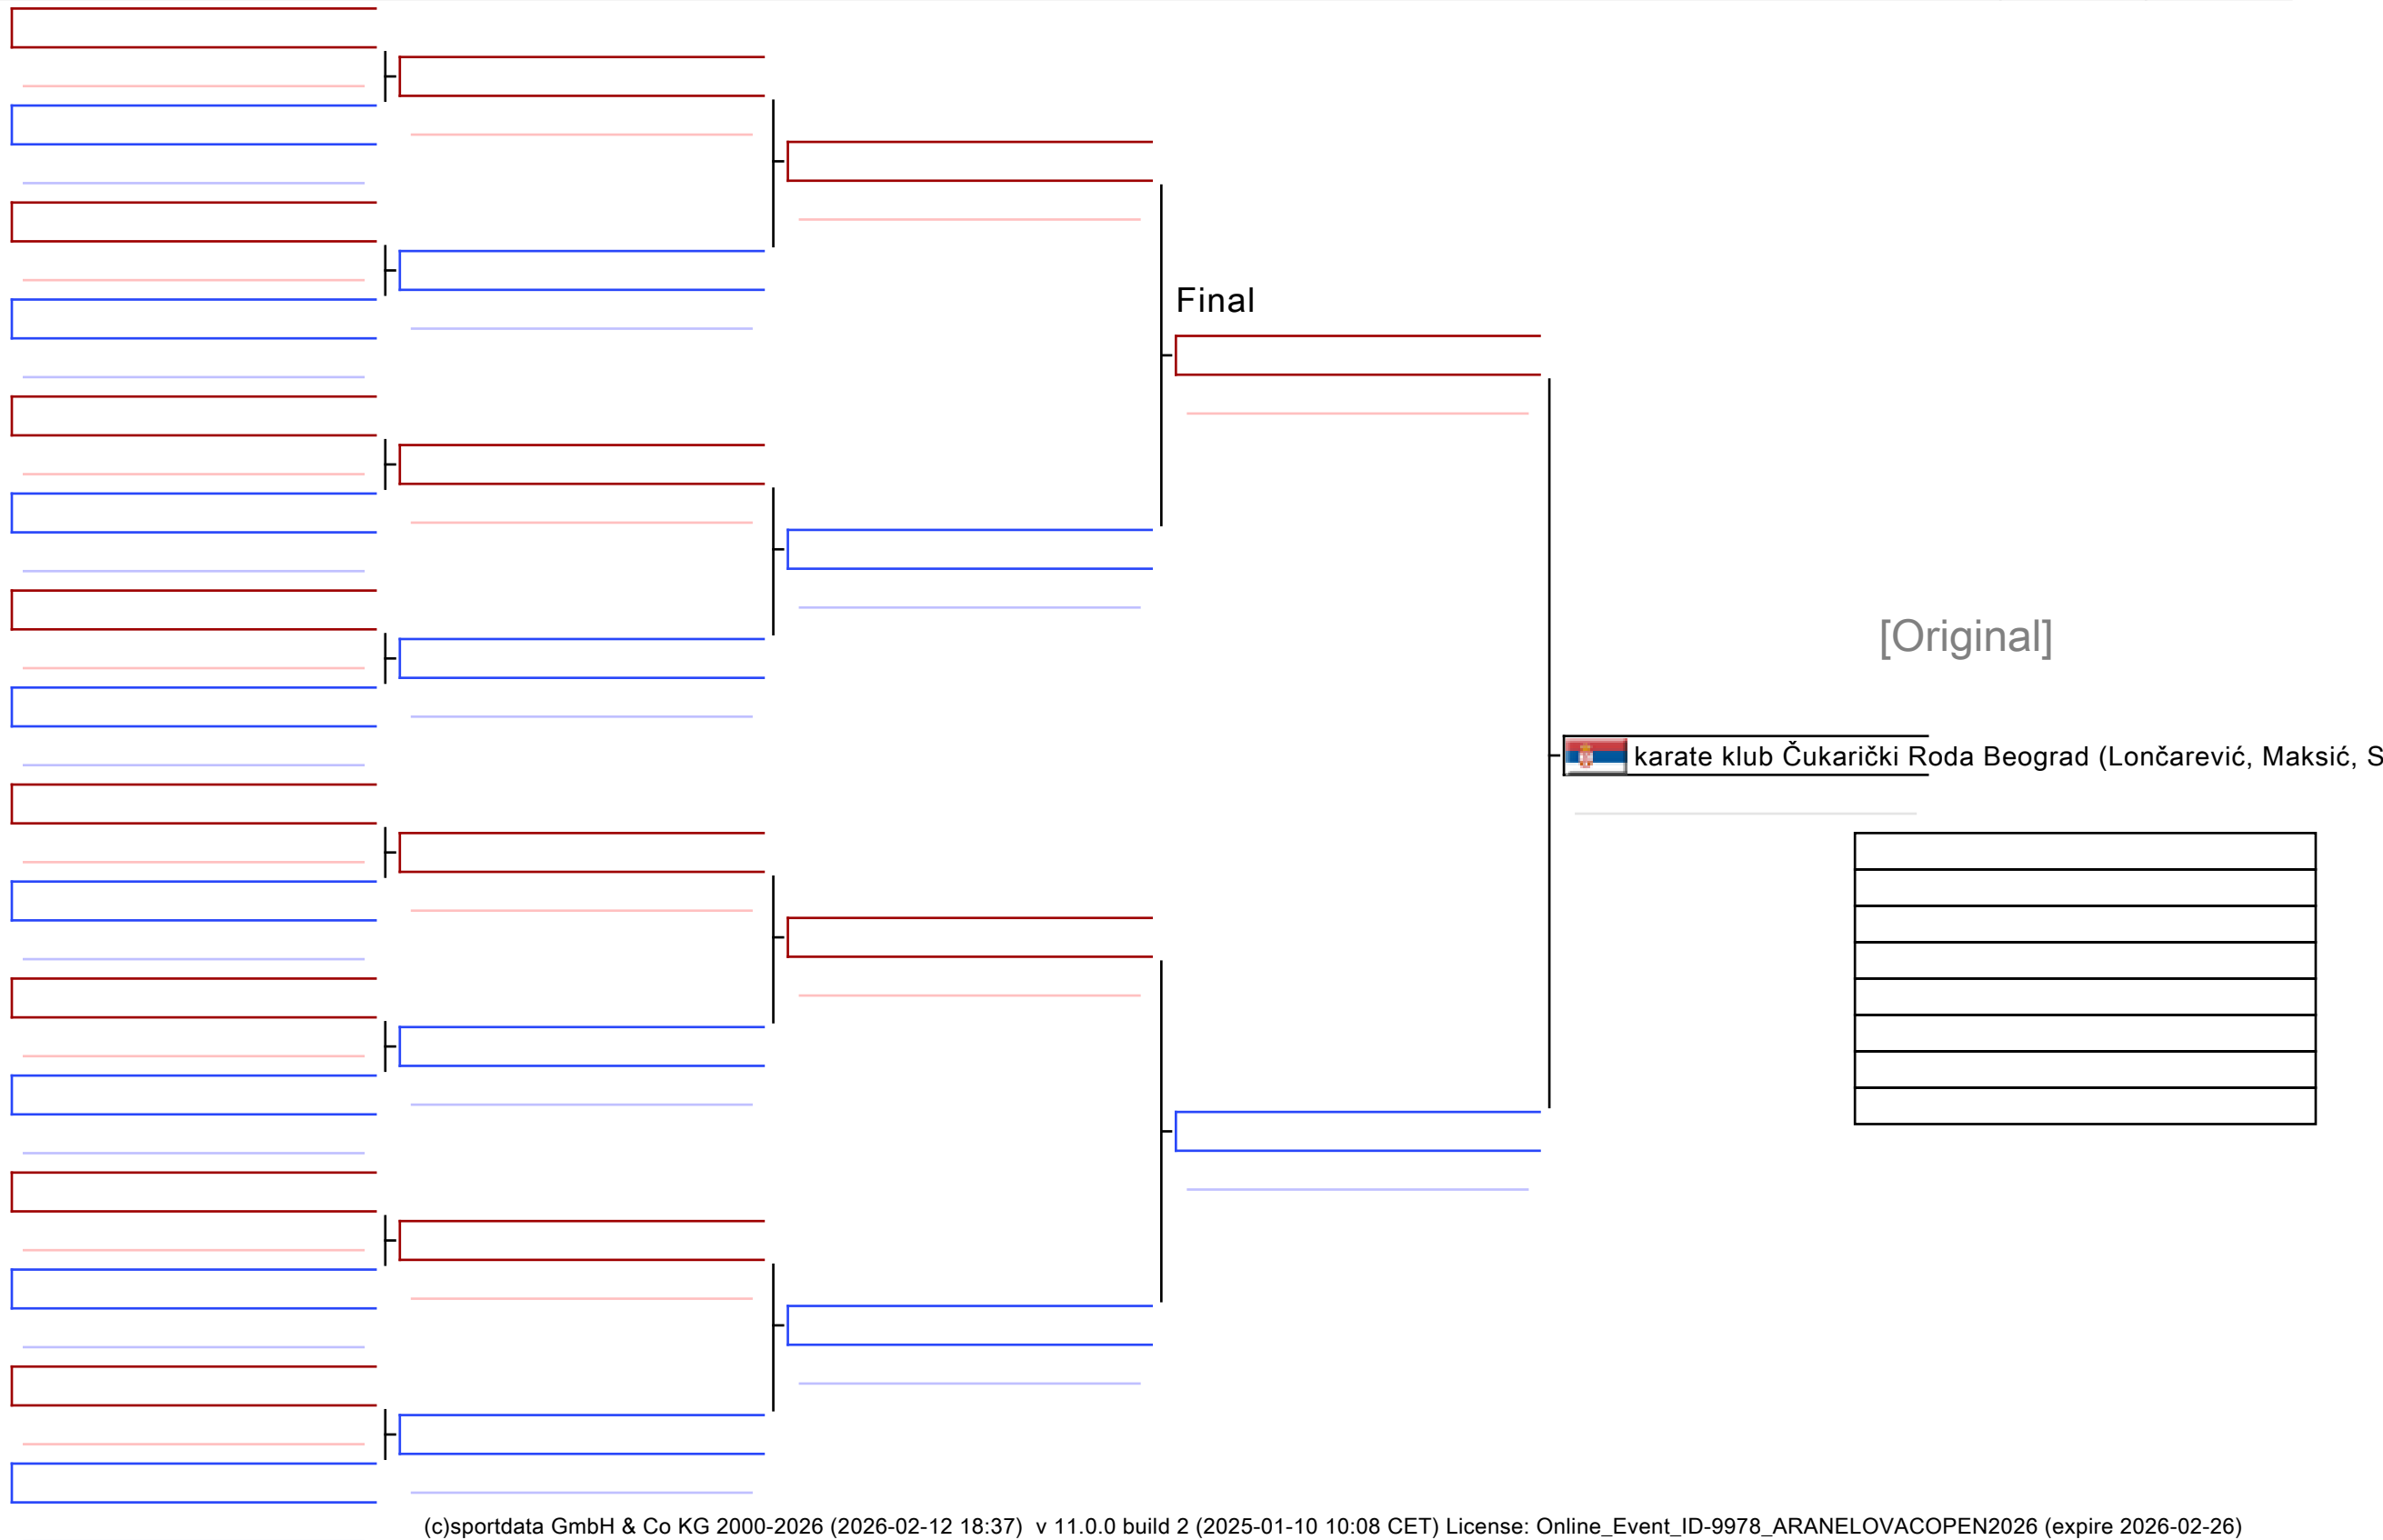 Final
[Original]
karate klub Čukarički Roda Beograd (Lončarević, Maksić, S
(c)sportdata GmbH & Co KG 2000-2026 (2026-02-12 18:37) v 11.0.0 build 2 (2025-01-10 10:08 CET) License: Online_Event_ID-9978_ARANELOVACOPEN2026 (expire 2026-02-26)